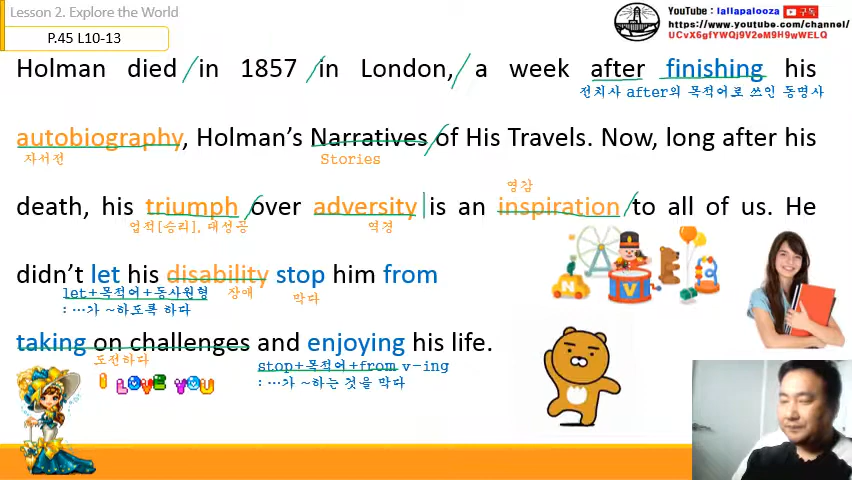 Lesson 2. Explore the World
P.45 L10-13
YouTube : lallapalooza 구독
https://www.youtube.com/channel/
UCvX6gfYWQj9V2eM9H9wWELQ
Holman died in 1857 in London, a week after finishing his
전치사 after의 목적어로 쓰인 동명사
autobiography, Holman's Narratives of His Travels. Now, long after his
자서전 Stories
영감
death, his triumph over adversity is an inspiration to all of us. He
업적[승리], 대성공 역경
didn't let his disability stop him from
let+목적어+동사원형 장애 막다
: …가 ~하도록 하다
taking on challenges and enjoying his life.
도전하다 stop+목적어+from v-ing
: …가 ~하는 것을 막다
I LOVE YOU
N V E